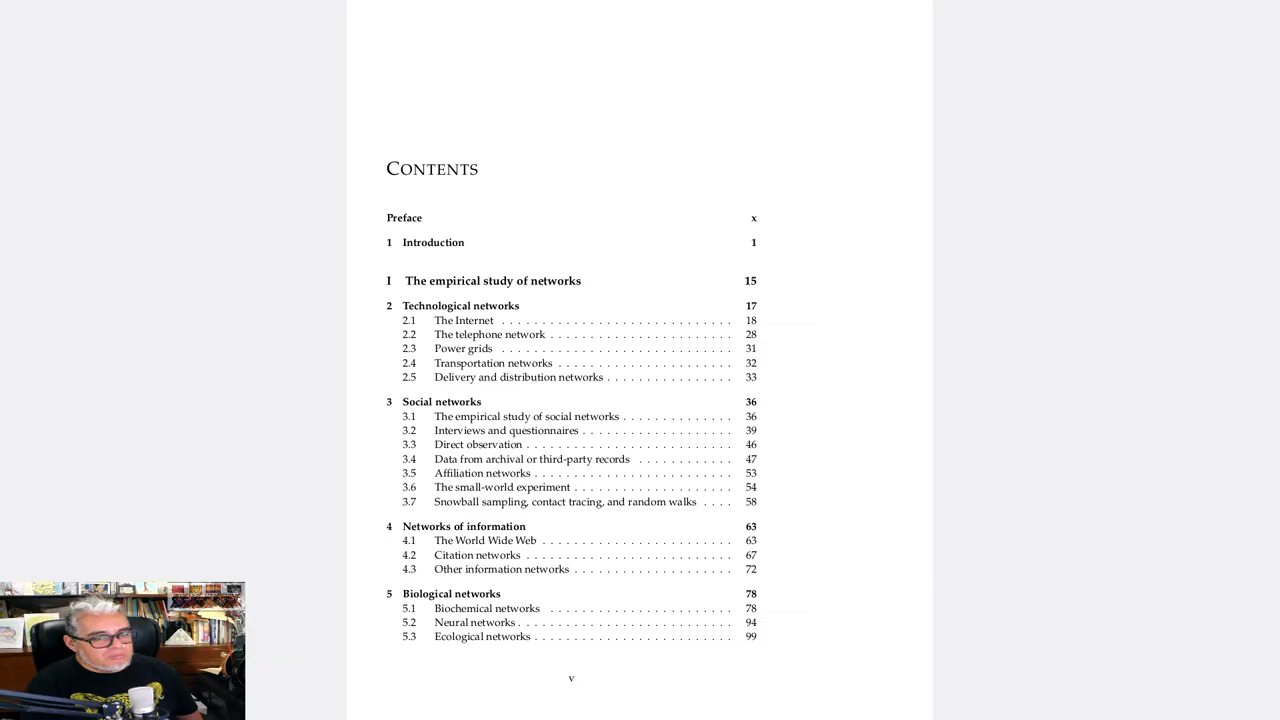 CONTENTS
Preface x
1 Introduction 1
I The empirical study of networks 15
2 Technological networks 17
2.1 The Internet . . . . . . . . . . . . . . . . . . . . . . . . . . . . . 18
2.2 The telephone network . . . . . . . . . . . . . . . . . . . . . . . 28
2.3 Power grids . . . . . . . . . . . . . . . . . . . . . . . . . . . . . 31
2.4 Transportation networks . . . . . . . . . . . . . . . . . . . . . . 32
2.5 Delivery and distribution networks . . . . . . . . . . . . . . . . 33
3 Social networks 36
3.1 The empirical study of social networks . . . . . . . . . . . . . . 36
3.2 Interviews and questionnaires . . . . . . . . . . . . . . . . . . . 39
3.3 Direct observation . . . . . . . . . . . . . . . . . . . . . . . . . . 46
3.4 Data from archival or third-party records . . . . . . . . . . . . 47
3.5 Affiliation networks . . . . . . . . . . . . . . . . . . . . . . . . . 53
3.6 The small-world experiment . . . . . . . . . . . . . . . . . . . . 54
3.7 Snowball sampling, contact tracing, and random walks . . . . 58
4 Networks of information 63
4.1 The World Wide Web . . . . . . . . . . . . . . . . . . . . . . . . 63
4.2 Citation networks . . . . . . . . . . . . . . . . . . . . . . . . . . 67
4.3 Other information networks . . . . . . . . . . . . . . . . . . . . 72
5 Biological networks 78
5.1 Biochemical networks . . . . . . . . . . . . . . . . . . . . . . . 78
5.2 Neural networks . . . . . . . . . . . . . . . . . . . . . . . . . . . 94
5.3 Ecological networks . . . . . . . . . . . . . . . . . . . . . . . . . 99
v